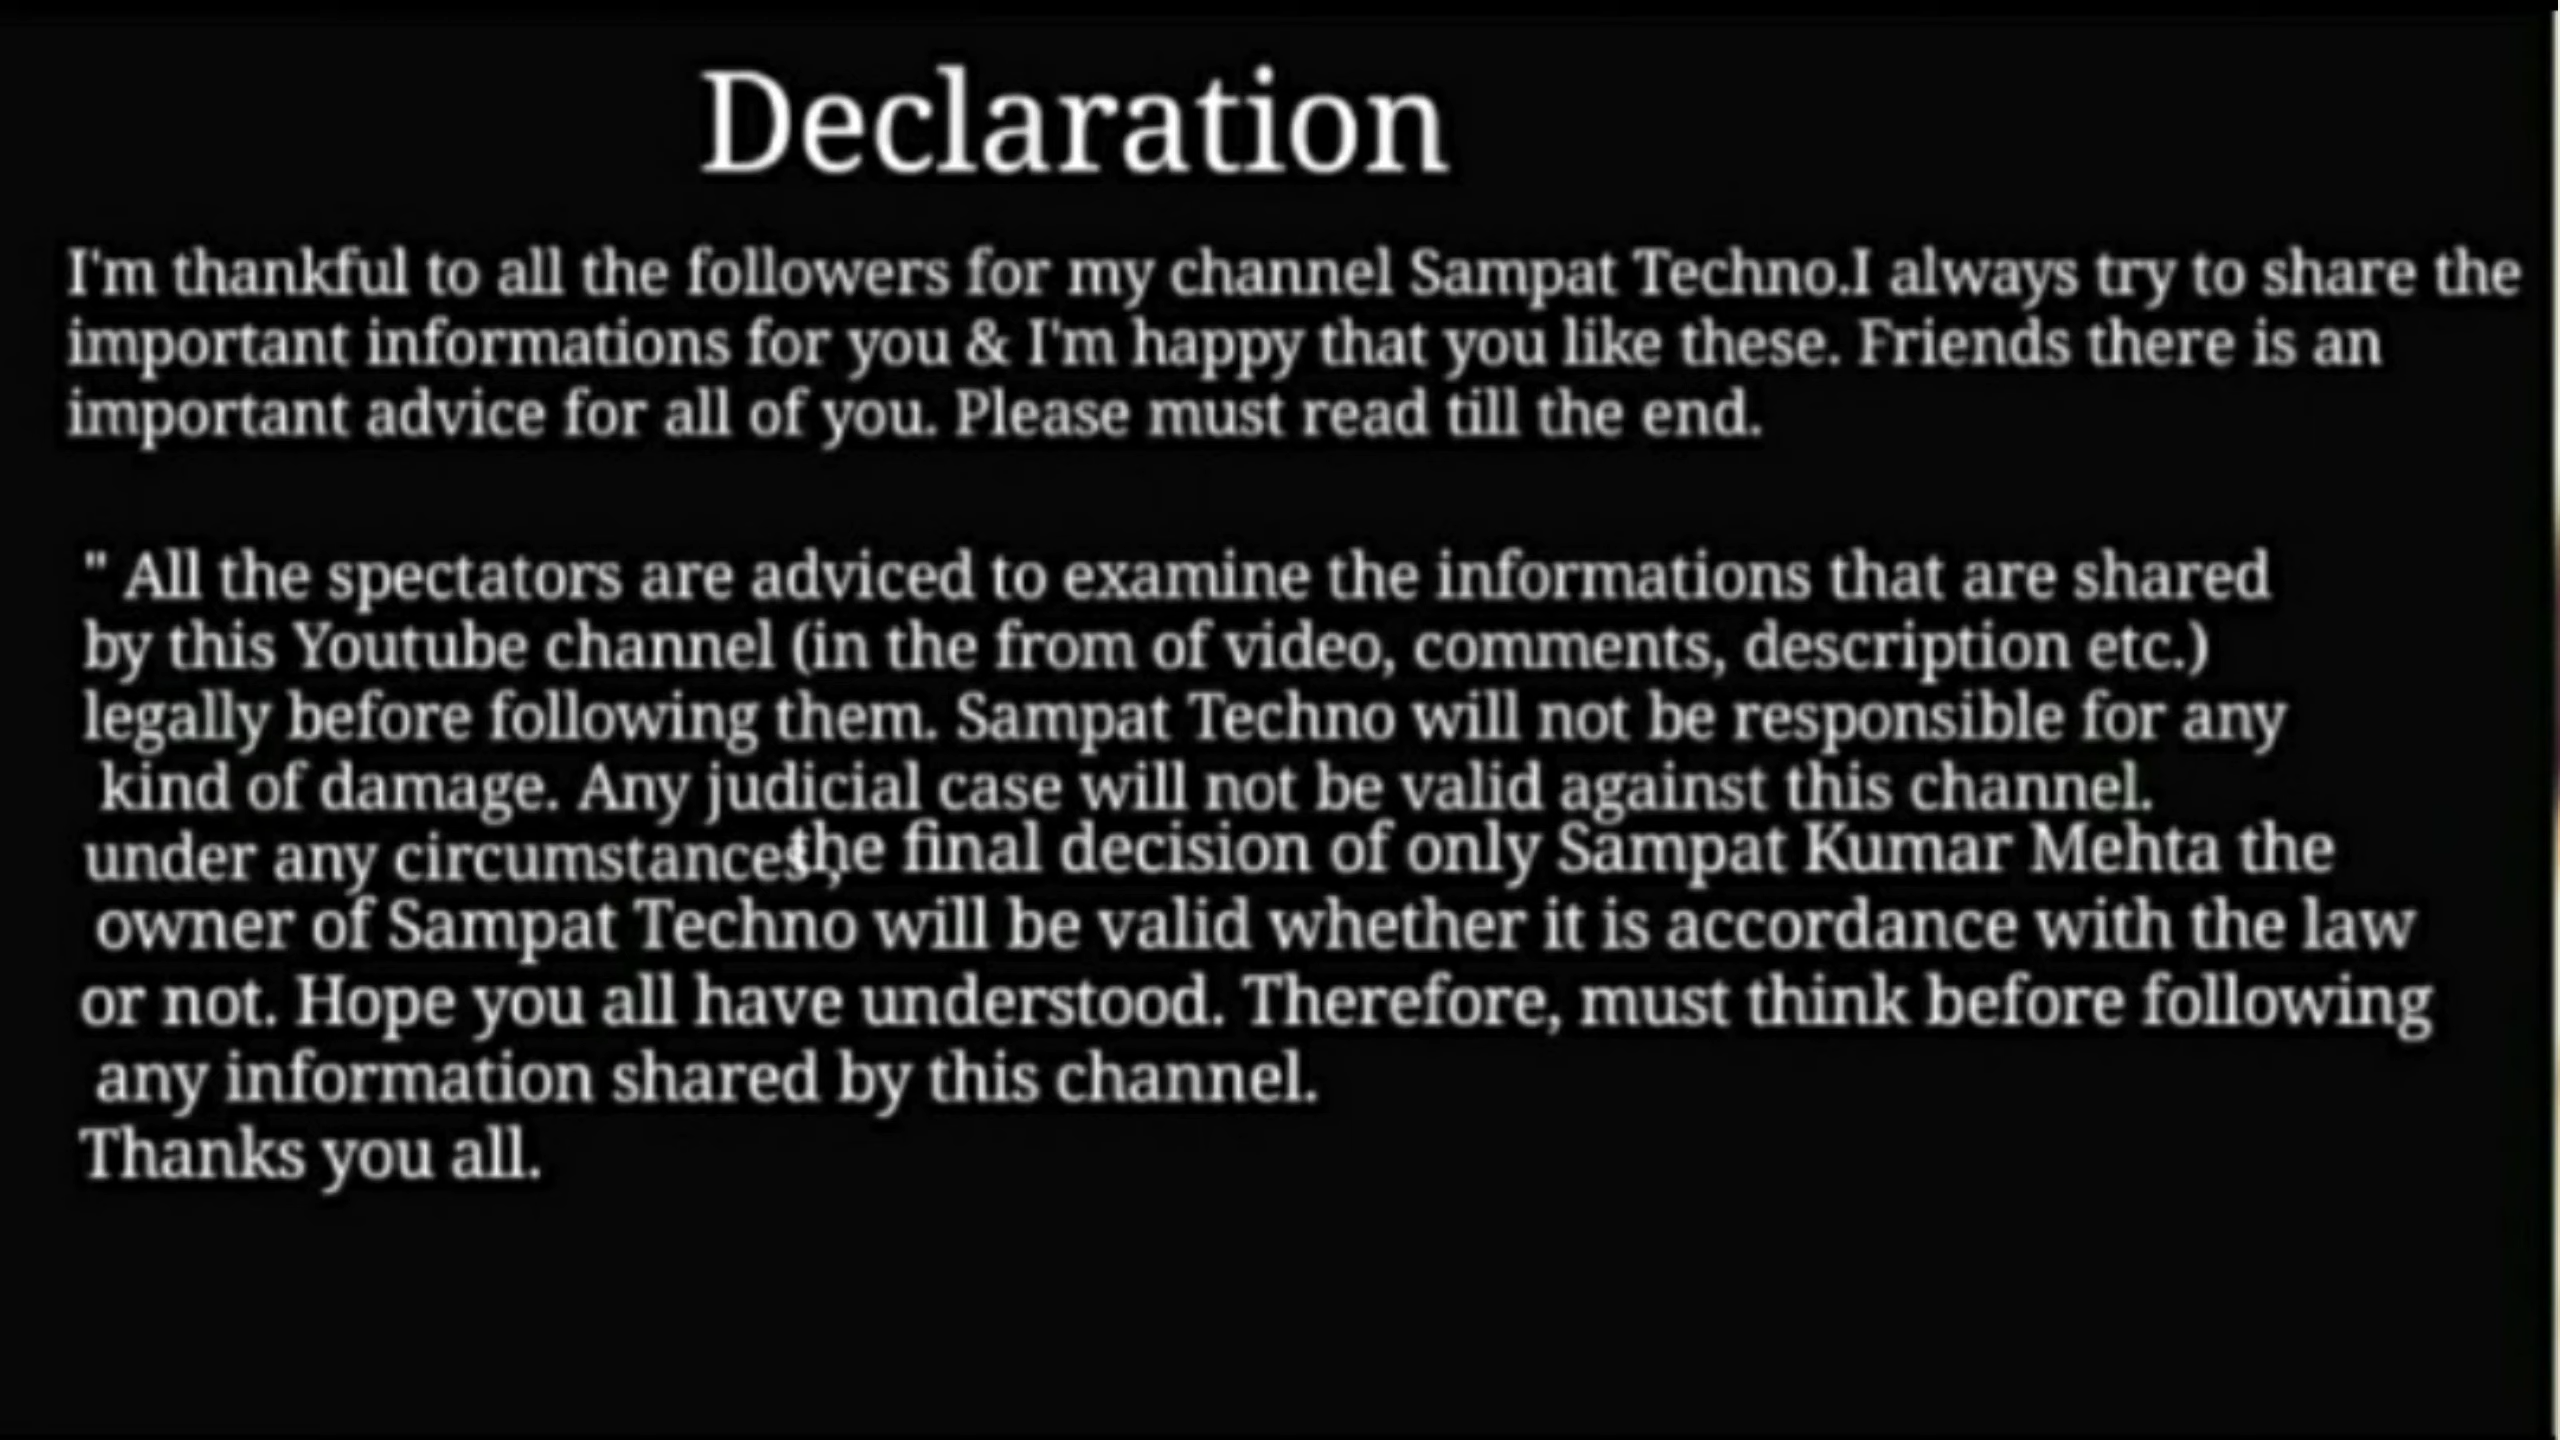 Declaration
I'm thankful to all the followers for my channel Sampat Techno.I always try to share the
important informations for you & I'm happy that you like these. Friends there is an
important advice for all of you. Please must read till the end.
" All the spectators are adviced to examine the informations that are shared
by this Youtube channel (in the from of video, comments, description etc.)
legally before following them. Sampat Techno will not be responsible for any
kind of damage. Any judicial case will not be valid against this channel.
under any circumstances, the final decision of only Sampat Kumar Mehta the
owner of Sampat Techno will be valid whether it is accordance with the law
or not. Hope you all have understood. Therefore, must think before following
any information shared by this channel.
Thanks you all.